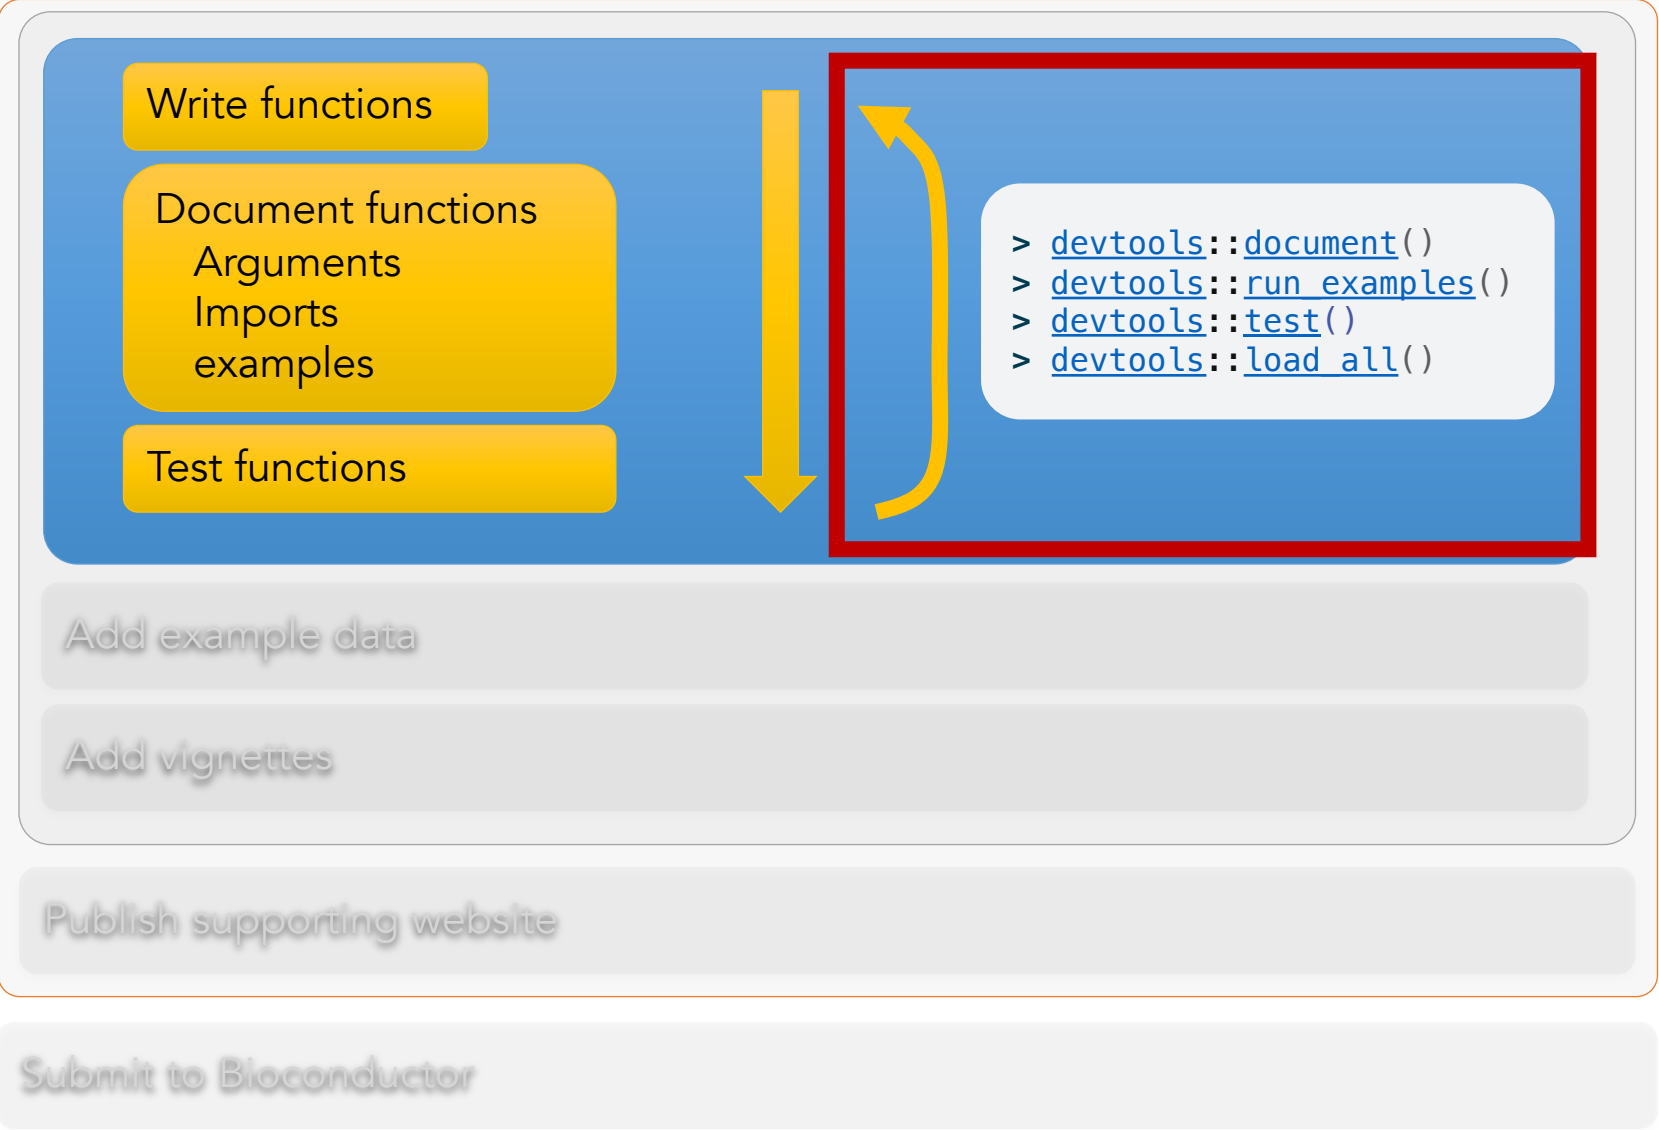 Write functions
Document functions
Arguments
Imports
examples
Test functions
> devtools::document()
> devtools::run_examples()
> devtools::test()
> devtools::load_all()
Add example data
Add vignettes
Publish supporting website
Submit to Bioconductor